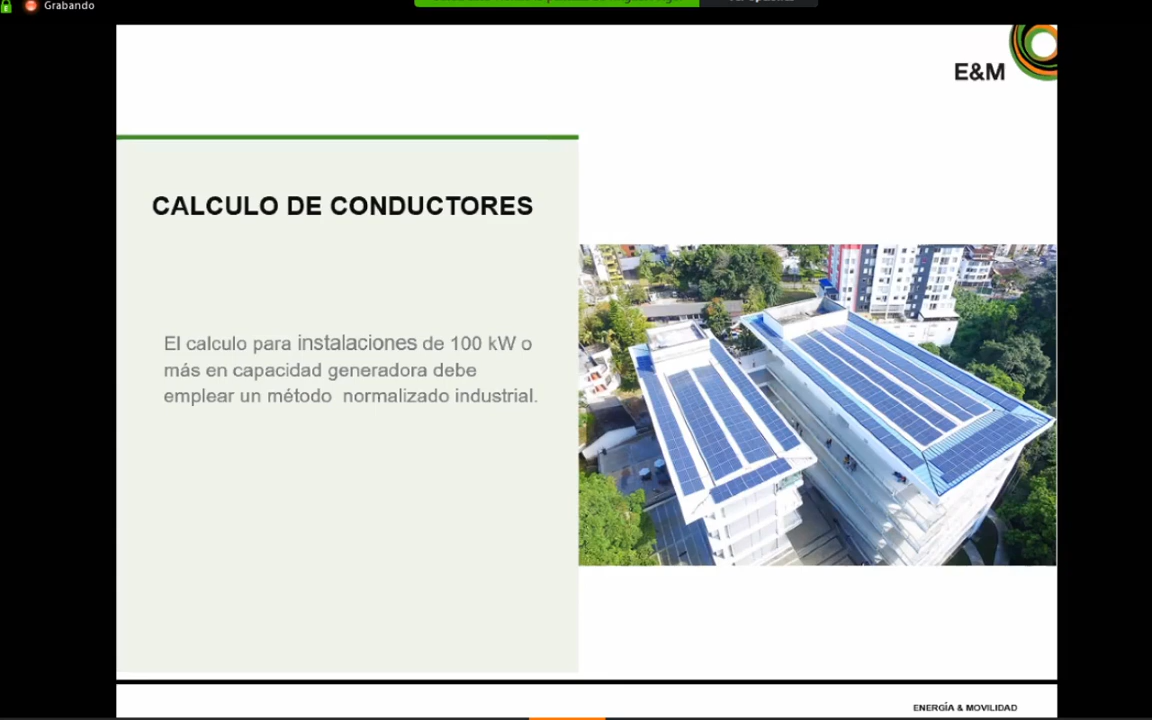 Grabando
E&M
CALCULO DE CONDUCTORES
El calculo para instalaciones de 100 kW o
más en capacidad generadora debe
emplear un método normalizado industrial.
ENERGÍA & MOVILIDAD